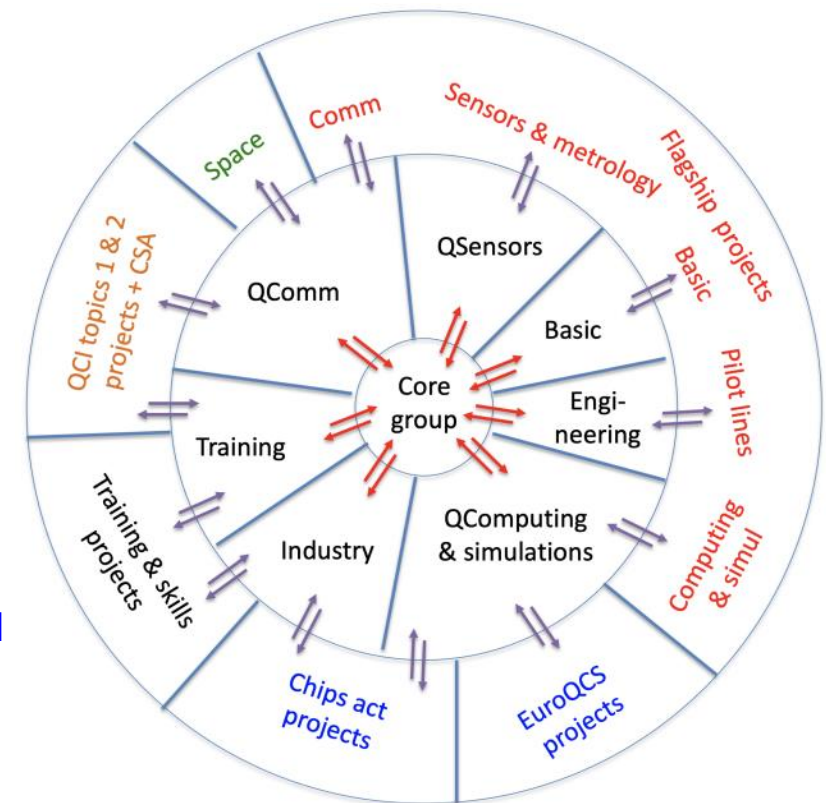 Comm
Sensors & metrology
Flagship projects
Space
QCI topics 1 & 2
projects + CSA
QComm
QSensors
Basic
Basic
Core
group
Engi-
neering
Pilot lines
Training
Industry
QComputing
& simulations
Computing
& simul
Training & skills
projects
Chips act
projects
EuroQCS
projects